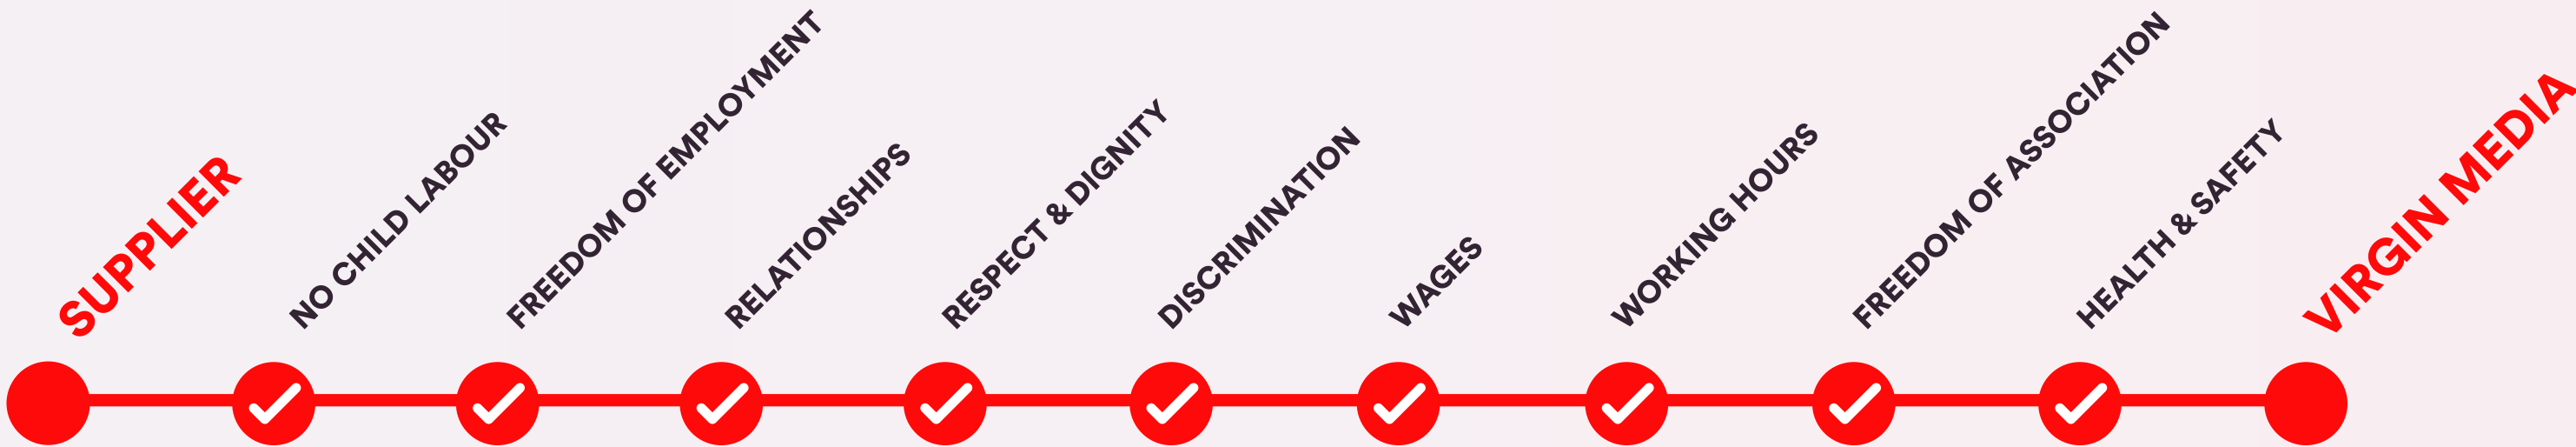 SUPPLIER
NO CHILD LABOUR
FREEDOM OF EMPLOYMENT
RELATIONSHIPS
RESPECT & DIGNITY
DISCRIMINATION
WAGES
WORKING HOURS
FREEDOM OF ASSOCIATION
HEALTH & SAFETY
VIRGIN MEDIA